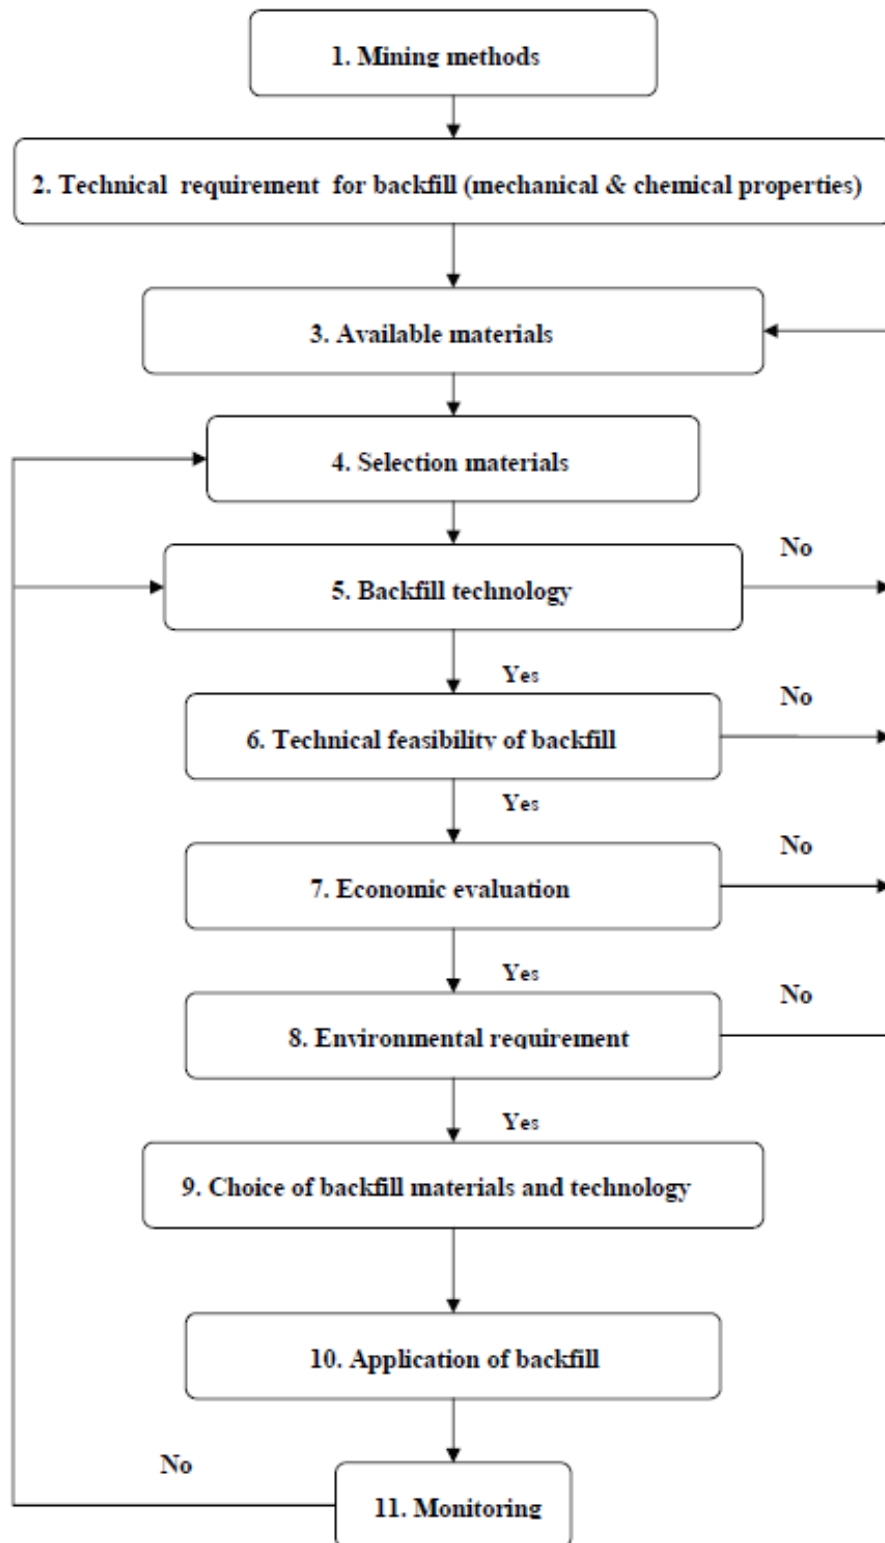 1. Mining methods
2. Technical requirement for backfill (mechanical & chemical properties)
3. Available materials
4. Selection materials
No
5. Backfill technology
Yes
No
6. Technical feasibility of backfill
Yes
No
7. Economic evaluation
Yes
No
8. Environmental requirement
Yes
9. Choice of backfill materials and technology
10. Application of backfill
No
11. Monitoring